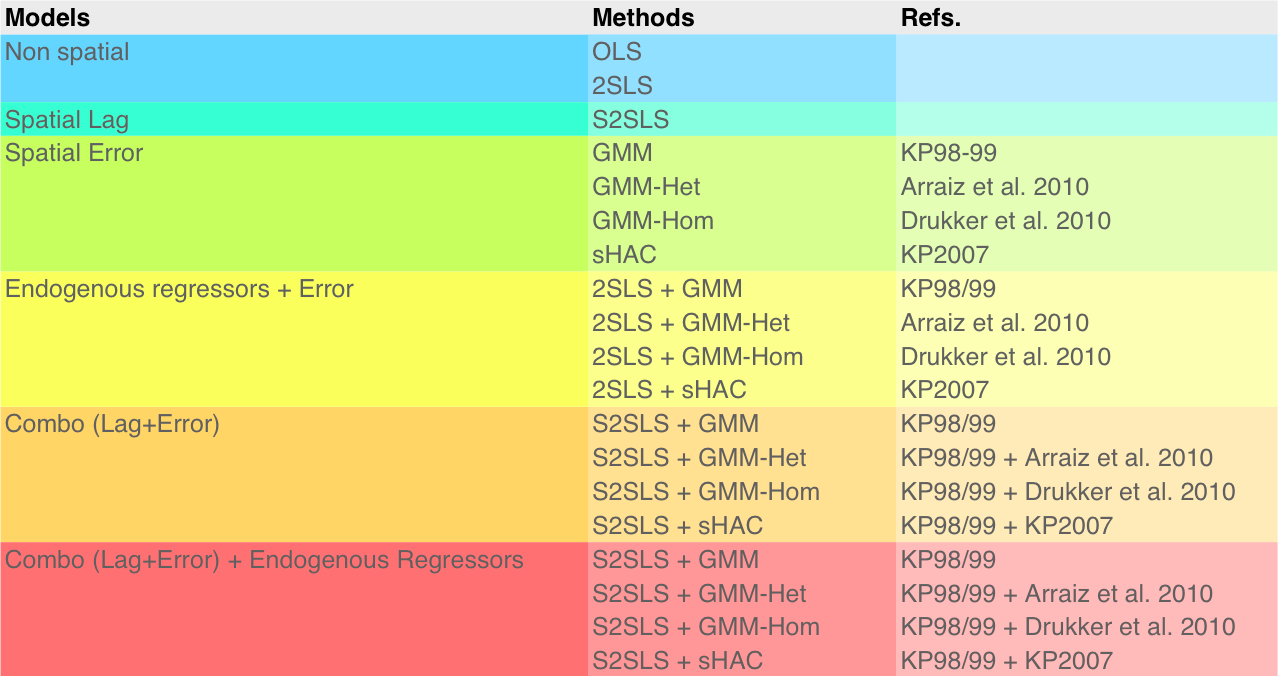 Models Methods Refs.
Non spatial OLS
2SLS
Spatial Lag S2SLS
Spatial Error GMM KP98-99
GMM-Het Arraiz et al. 2010
GMM-Hom Drukker et al. 2010
sHAC KP2007
Endogenous regressors + Error 2SLS + GMM KP98/99
2SLS + GMM-Het Arraiz et al. 2010
2SLS + GMM-Hom Drukker et al. 2010
2SLS + sHAC KP2007
Combo (Lag+Error) S2SLS + GMM KP98/99
S2SLS + GMM-Het KP98/99 + Arraiz et al. 2010
S2SLS + GMM-Hom KP98/99 + Drukker et al. 2010
S2SLS + sHAC KP98/99 + KP2007
Combo (Lag+Error) + Endogenous Regressors S2SLS + GMM KP98/99
S2SLS + GMM-Het KP98/99 + Arraiz et al. 2010
S2SLS + GMM-Hom KP98/99 + Drukker et al. 2010
S2SLS + sHAC KP98/99 + KP2007